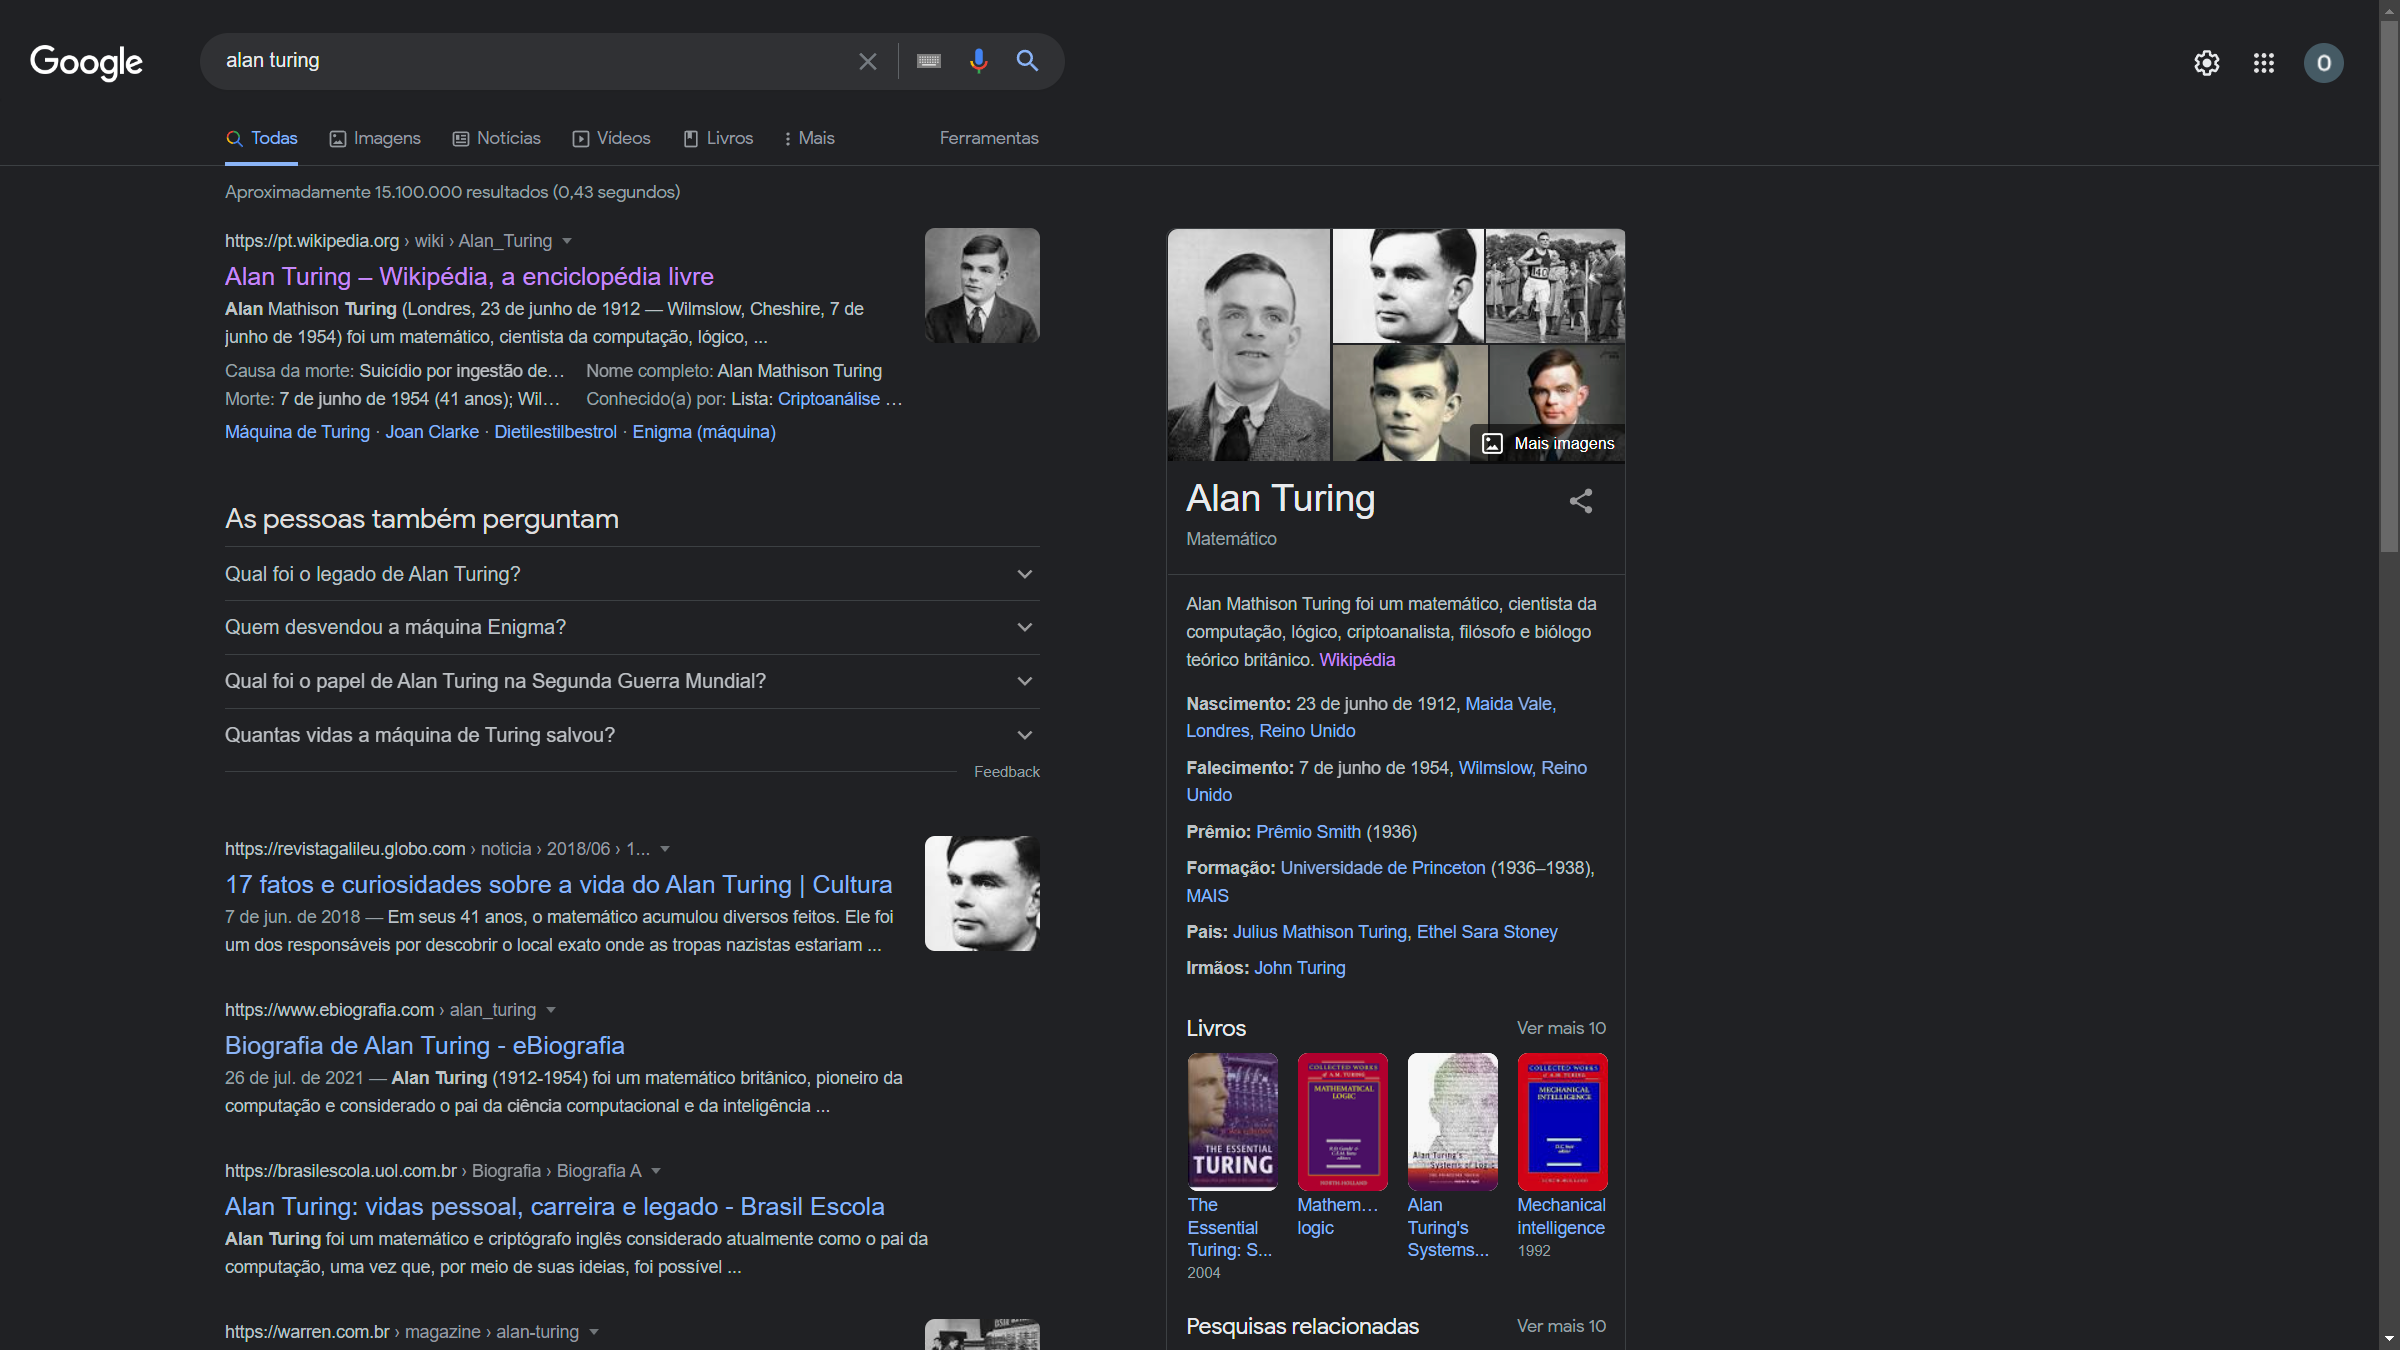 Google
alan turing
O
Todas
Imagens
Notícias
Vídeos
Livros
Mais
Ferramentas
Aproximadamente 15.100.000 resultados (0,43 segundos)
https://pt.wikipedia.org › wiki › Alan_Turing
Alan Turing – Wikipédia, a enciclopédia livre
Alan Mathison Turing (Londres, 23 de junho de 1912 — Wilmslow, Cheshire, 7 de
junho de 1954) foi um matemático, cientista da computação, lógico, ...
Causa da morte: Suicídio por ingestão de… Nome completo: Alan Mathison Turing
Morte: 7 de junho de 1954 (41 anos); Wil… Conhecido(a) por: Lista: Criptoanálise …
Máquina de Turing · Joan Clarke · Dietilestilbestrol · Enigma (máquina)
As pessoas também perguntam
Qual foi o legado de Alan Turing?
Quem desvendou a máquina Enigma?
Qual foi o papel de Alan Turing na Segunda Guerra Mundial?
Quantas vidas a máquina de Turing salvou?
Feedback
https://revistagalileu.globo.com › noticia › 2018/06 › 1...
17 fatos e curiosidades sobre a vida do Alan Turing | Cultura
7 de jun. de 2018 — Em seus 41 anos, o matemático acumulou diversos feitos. Ele foi
um dos responsáveis por descobrir o local exato onde as tropas nazistas estariam ...
https://www.ebiografia.com › alan_turing
Biografia de Alan Turing - eBiografia
26 de jul. de 2021 — Alan Turing (1912-1954) foi um matemático britânico, pioneiro da
computação e considerado o pai da ciência computacional e da inteligência ...
https://brasilescola.uol.com.br › Biografia › Biografia A
Alan Turing: vidas pessoal, carreira e legado - Brasil Escola
Alan Turing foi um matemático e criptógrafo inglês considerado atualmente como o pai da
computação, uma vez que, por meio de suas ideias, foi possível ...
https://warren.com.br › magazine › alan-turing
140
Mais imagens
Alan Turing
Matemático
Alan Mathison Turing foi um matemático, cientista da
computação, lógico, criptoanalista, filósofo e biólogo
teórico britânico. Wikipédia
Nascimento: 23 de junho de 1912, Maida Vale,
Londres, Reino Unido
Falecimento: 7 de junho de 1954, Wilmslow, Reino
Unido
Prêmio: Prêmio Smith (1936)
Formação: Universidade de Princeton (1936–1938),
MAIS
Pais: Julius Mathison Turing, Ethel Sara Stoney
Irmãos: John Turing
Livros
Ver mais 10
THE ESSENTIAL
TURING
COLLECTED WORKS
of A.M. TURING
MATHEMATICAL
LOGIC
NORTH-HOLLAND
Alan Turing's
Systems of Logic
COLLECTED WORKS
of A.M. TURING
MECHANICAL
INTELLIGENCE
The
Essential
Turing: S...
2004
Mathem...
logic
Alan
Turing's
Systems...
Mechanical
intelligence
1992
Pesquisas relacionadas
Ver mais 10